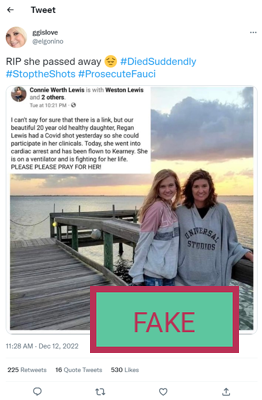 Tweet
ggislove
@elgonino
RIP she passed away 😔 #DiedSuddendly
#StoptheShots #ProsecuteFauci
Connie Werth Lewis is with Weston Lewis
and 2 others.
Tue at 10:21 PM
I can't say for sure that there is a link, but our
beautiful 20 year old healthy daughter, Regan
Lewis had a Covid shot yesterday so she could
participate in her clinicals. Today, she went into
cardiac arrest and has been flown to Kearney. She
is on a ventilator and is fighting for her life.
PLEASE PLEASE PRAY FOR HER!
UNIVERSAL
STUDIOS
FAKE
11:28 AM - Dec 12, 2022
225 Retweets 16 Quote Tweets 530 Likes